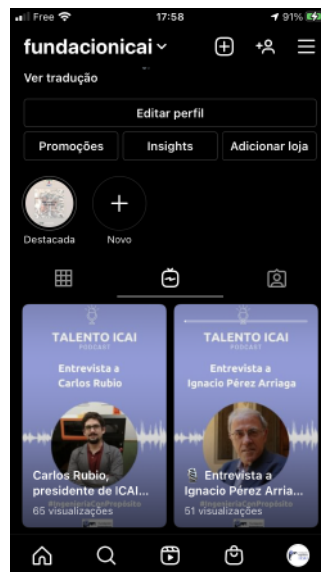 Free 17:58 91%
fundacionicai
Ver tradução
Editar perfil
Promoções Insights Adicionar loja
Destacada Novo
TALENTO ICAI
PODCAST
Entrevista a
Carlos Rubio
Carlos Rubio,
presidente de ICAI...
#IngenieríaConPropósito
65 visualizações
TALENTO ICAI
PODCAST
Entrevista a
Ignacio Pérez Arriaga
Entrevista a
Ignacio Pérez Arria...
#IngenieríaConPropósito
51 visualizações